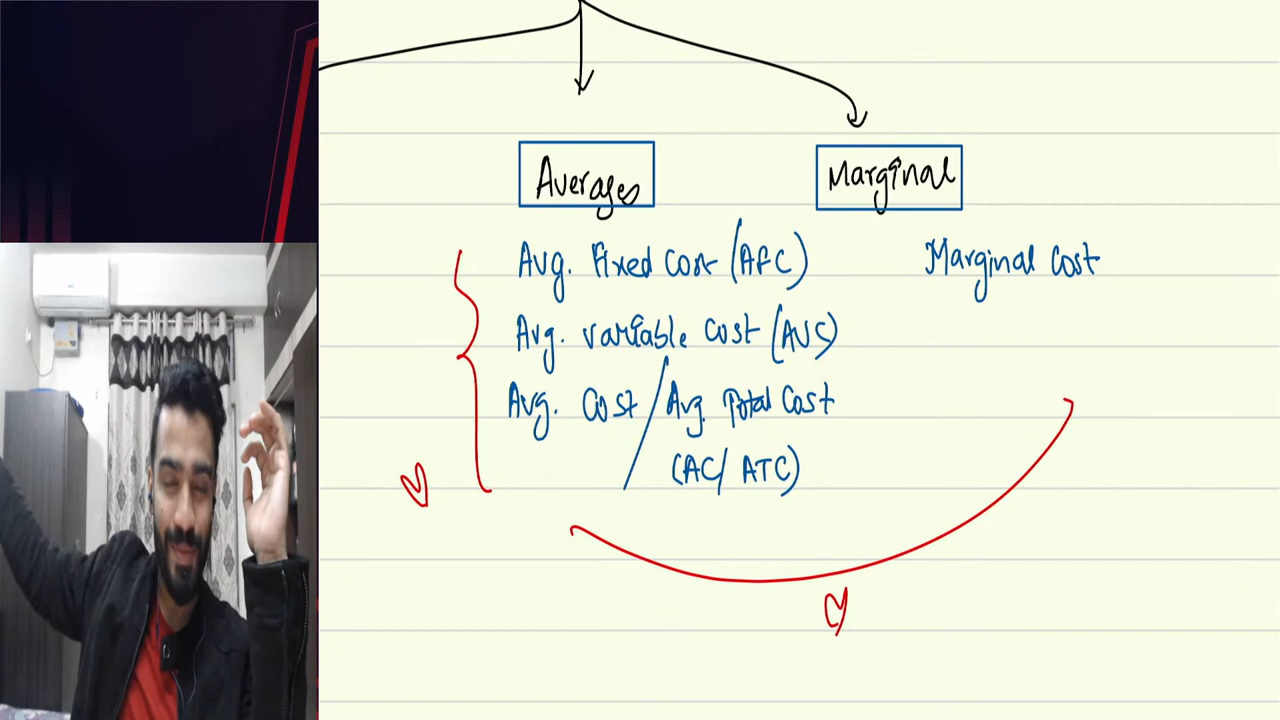 Averages
Marginal
Avg. Fixed Cost (AFC)
Marginal Cost
Avg. Variable Cost (AVC)
Avg. Cost / Avg. Total Cost
(AC/ ATC)